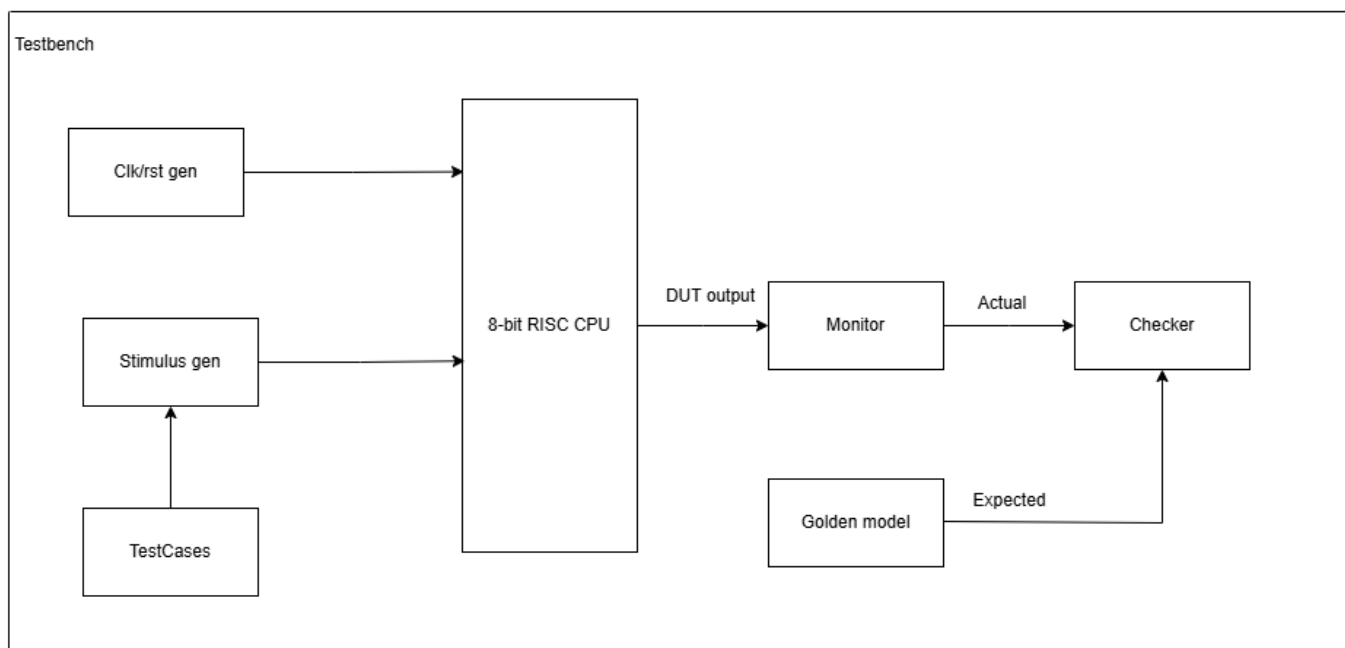 Testbench
Clk/rst gen
Stimulus gen
TestCases
8-bit RISC CPU
DUT output
Monitor
Actual
Checker
Golden model
Expected